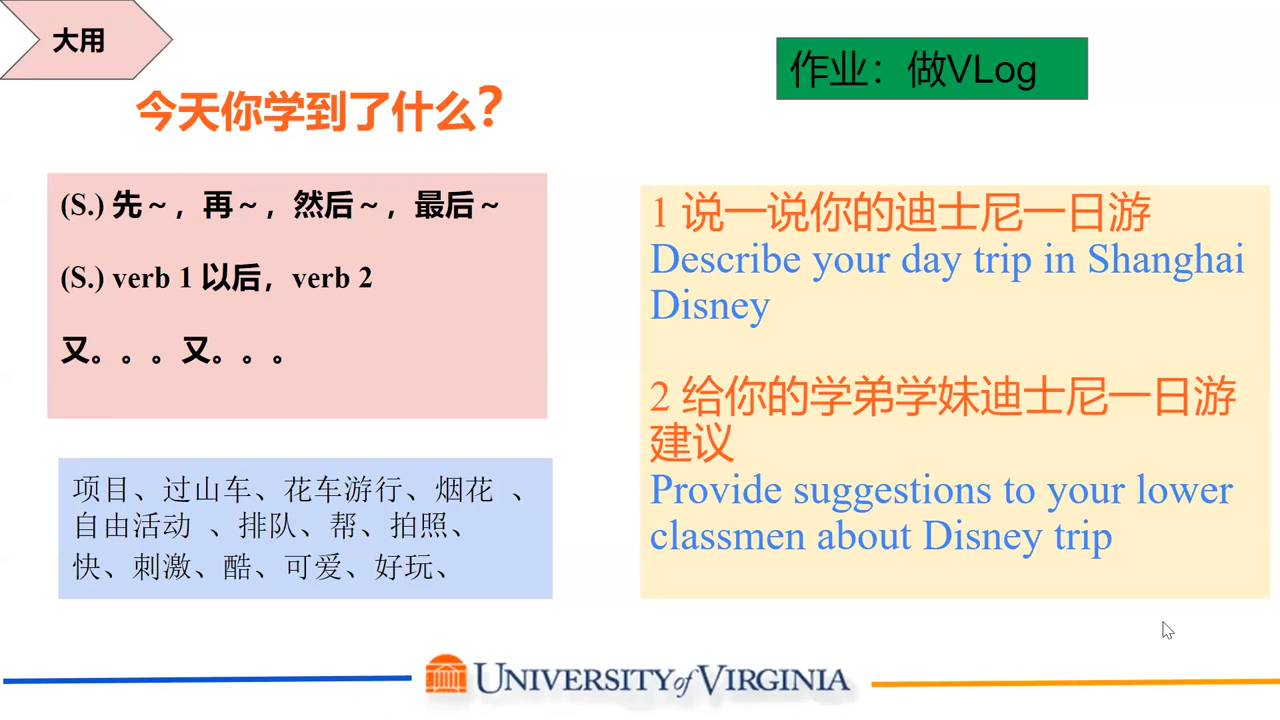 大用
作业：做VLog
今天你学到了什么?
(S.) 先～，再～，然后～，最后～
(S.) verb 1 以后，verb 2
又。。。又。。。
项目、过山车、花车游行、烟花 、
自由活动 、排队、帮、拍照、
快、刺激、酷、可爱、好玩、
1 说一说你的迪士尼一日游
Describe your day trip in Shanghai
Disney
2 给你的学弟学妹迪士尼一日游
建议
Provide suggestions to your lower
classmen about Disney trip
UNIVERSITY of VIRGINIA